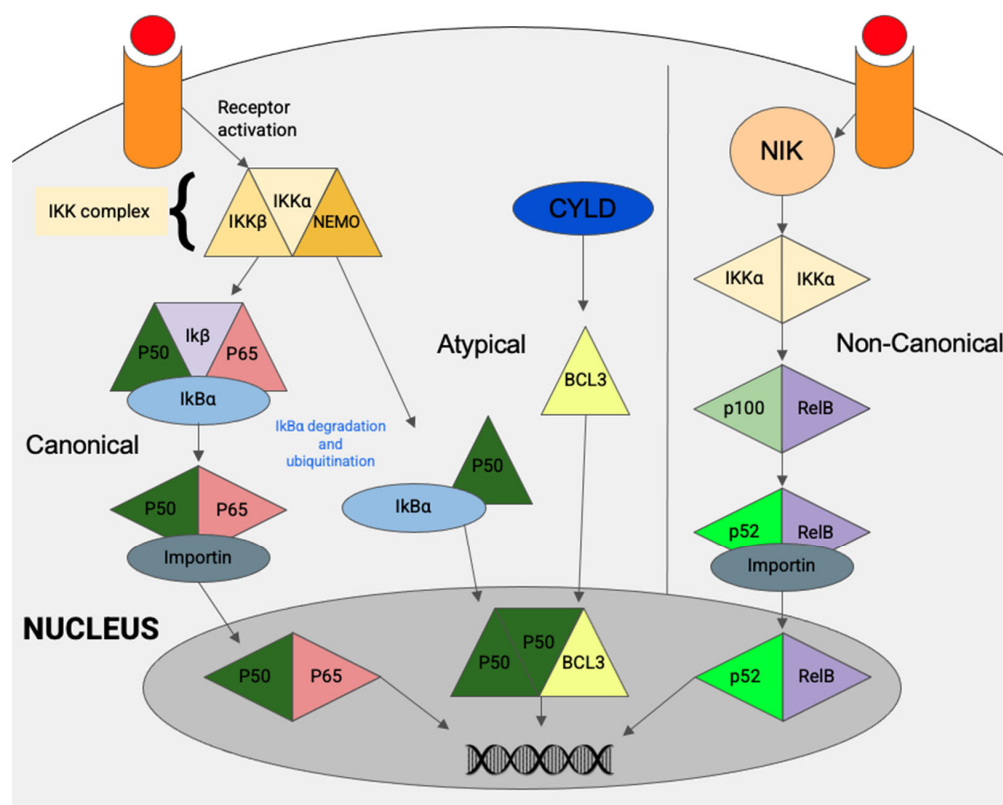 Receptor
activation
IKK complex
IKKβ
IKKα
NEMO
P50
Ikβ
P65
IkBα
Canonical
P50
P65
Importin
IkBα degradation
and
ubiquitination
P50
IkBα
CYLD
Atypical
BCL3
NIK
IKKα
IKKα
Non-Canonical
p100
RelB
p52
RelB
Importin
NUCLEUS
P50
P65
P50
P50
BCL3
p52
RelB